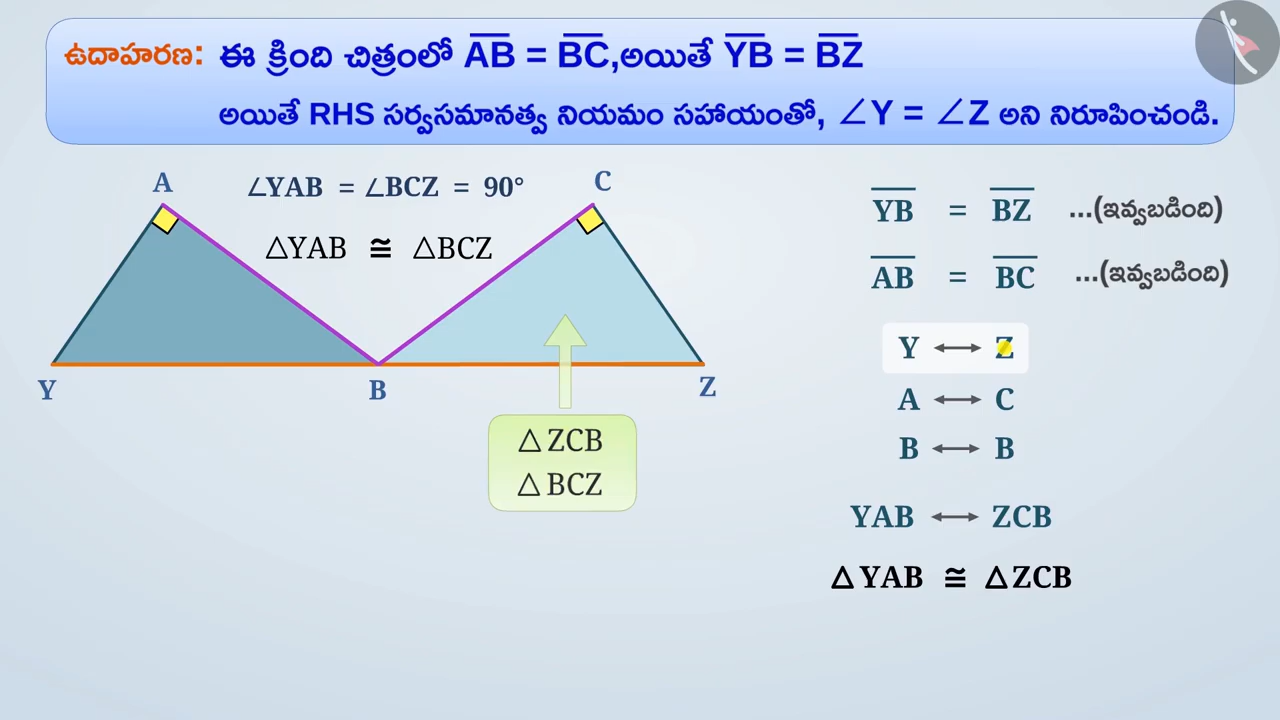 ఉదాహరణ: ఈ క్రింది చిత్రంలో AB = BC,అయితే YB = BZ
అయితే RHS సర్వసమానత్వ నియమం సహాయంతో, ∠Y = ∠Z అని నిరూపించండి.
A
∠YAB = ∠BCZ = 90°
C
△YAB ≅ △BCZ
Y
B
Z
△ ZCB
△ BCZ
YB = BZ ...(ఇవ్వబడింది)
AB = BC ...(ఇవ్వబడింది)
Y ⟷ Z
A ⟷ C
B ⟷ B
YAB ⟷ ZCB
△ YAB ≅ △ ZCB